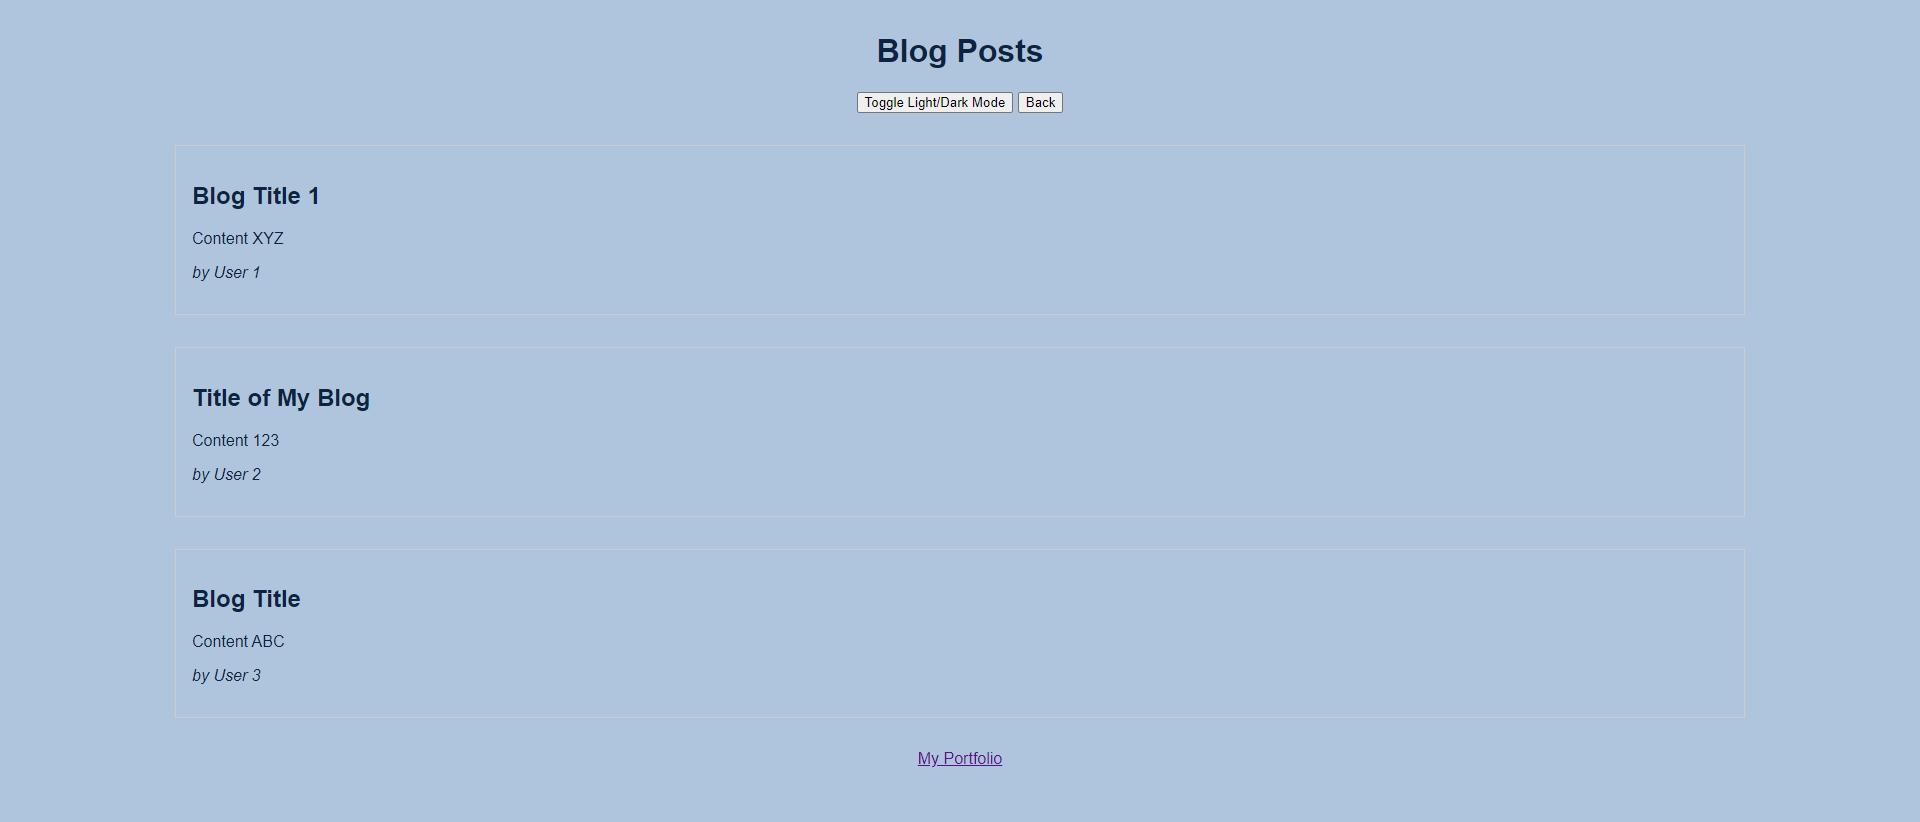 Blog Posts
Toggle Light/Dark Mode Back
Blog Title 1
Content XYZ
by User 1
Title of My Blog
Content 123
by User 2
Blog Title
Content ABC
by User 3
My Portfolio